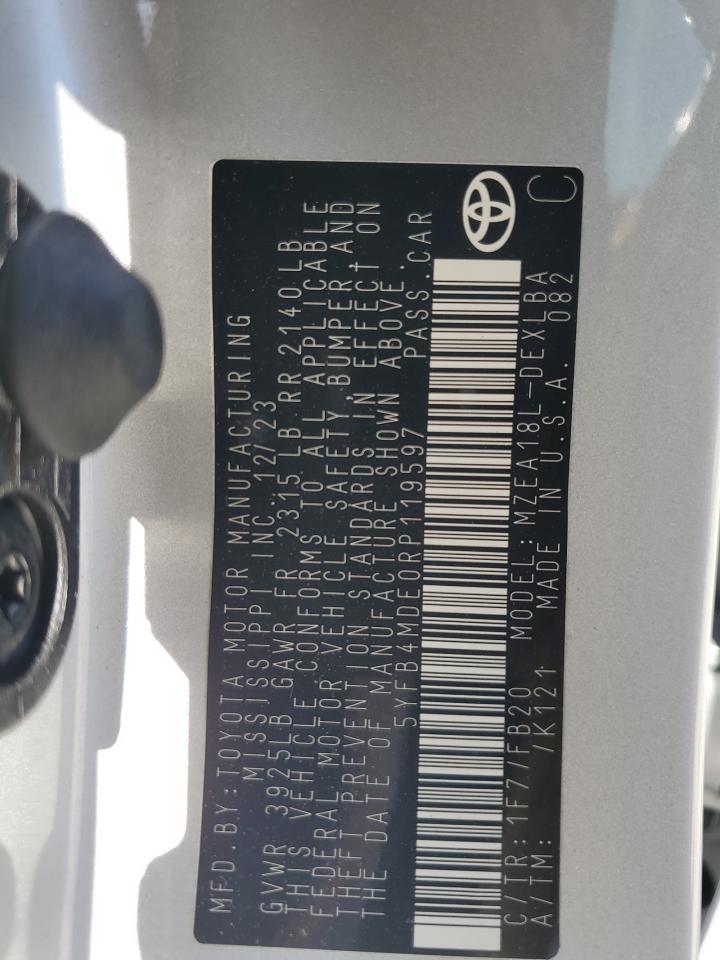 MFD.BY:TOYOTA MOTOR MANUFACTURING
MISSISSIPPI INC 12/23
GVWR 3925LB GAWR FR 2315 LB RR 2140LB
THIS VEHICLE CONFORMS TO ALL APPLICABLE
FEDERAL MOTOR VEHICLE SAFETY, BUMPER, AND
THEFT PREVENTION STANDARDS IN EFFECT ON
THE DATE OF MANUFACTURE SHOWN ABOVE.
5YFB4MDE0RP119597 PASS.CAR
C/TR: 1F7/FB20 MODEL: MZEA18L-DEXLBA
A/TM: /K121 MADE IN U.S.A. 082
C